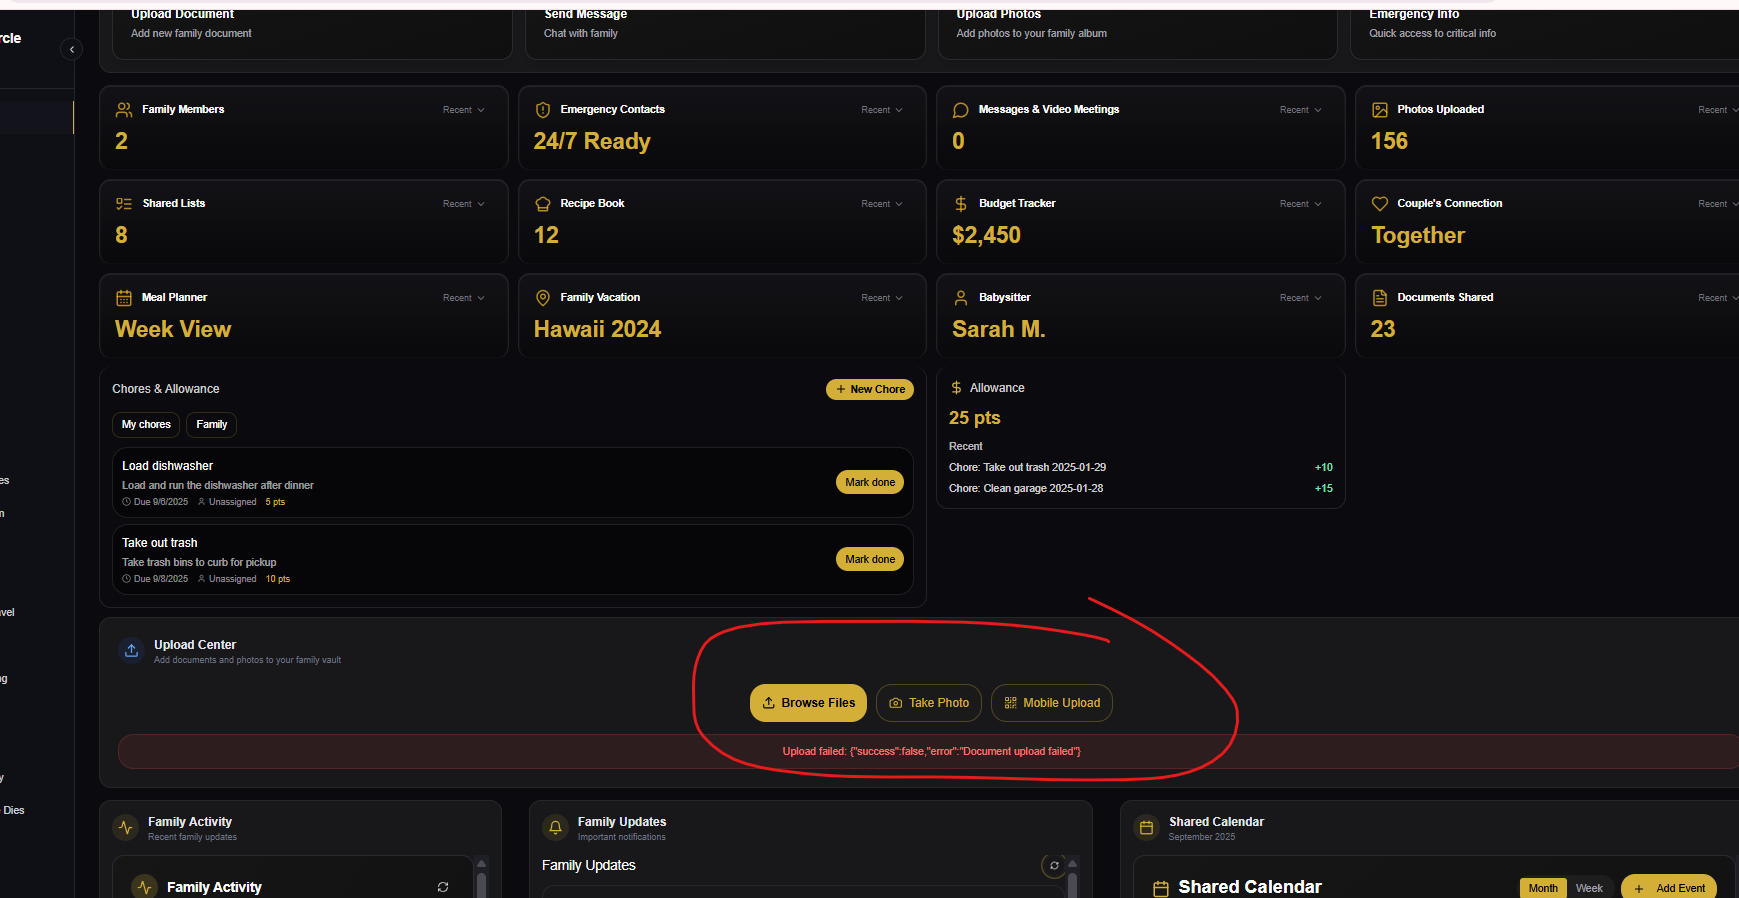 Upload Document
Add new family document
Send Message
Chat with family
Upload Photos
Add photos to your family album
Emergency Info
Quick access to critical info
rcle
Family Members
Recent
2
Emergency Contacts
Recent
24/7 Ready
Messages & Video Meetings
Recent
0
Photos Uploaded
Recent
156
Shared Lists
Recent
8
Recipe Book
Recent
12
Budget Tracker
Recent
$2,450
Couple's Connection
Recent
Together
Meal Planner
Recent
Week View
Family Vacation
Recent
Hawaii 2024
Babysitter
Recent
Sarah M.
Documents Shared
Recent
23
Chores & Allowance
+ New Chore
My chores
Family
Load dishwasher
Load and run the dishwasher after dinner
Due 9/6/2025 Unassigned 5 pts
Mark done
Take out trash
Take trash bins to curb for pickup
Due 9/8/2025 Unassigned 10 pts
Mark done
$ Allowance
25 pts
Recent
Chore: Take out trash 2025-01-29 +10
Chore: Clean garage 2025-01-28 +15
es
m
vel
ng
y
Dies
Upload Center
Add documents and photos to your family vault
Browse Files
Take Photo
Mobile Upload
Upload failed: {"success":false,"error":"Document upload failed"}
Family Activity
Recent family updates
Family Activity
Family Updates
Important notifications
Family Updates
Shared Calendar
September 2025
Shared Calendar
Month
Week
+ Add Event